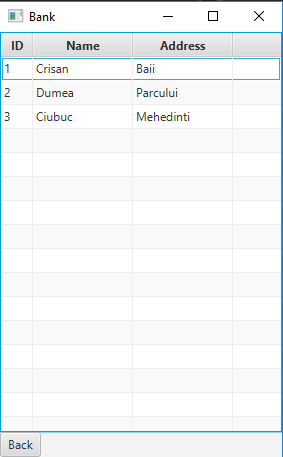 Bank
ID Name Address
1 Crisan Baii
2 Dumea Parcului
3 Ciubuc Mehedinti
Back